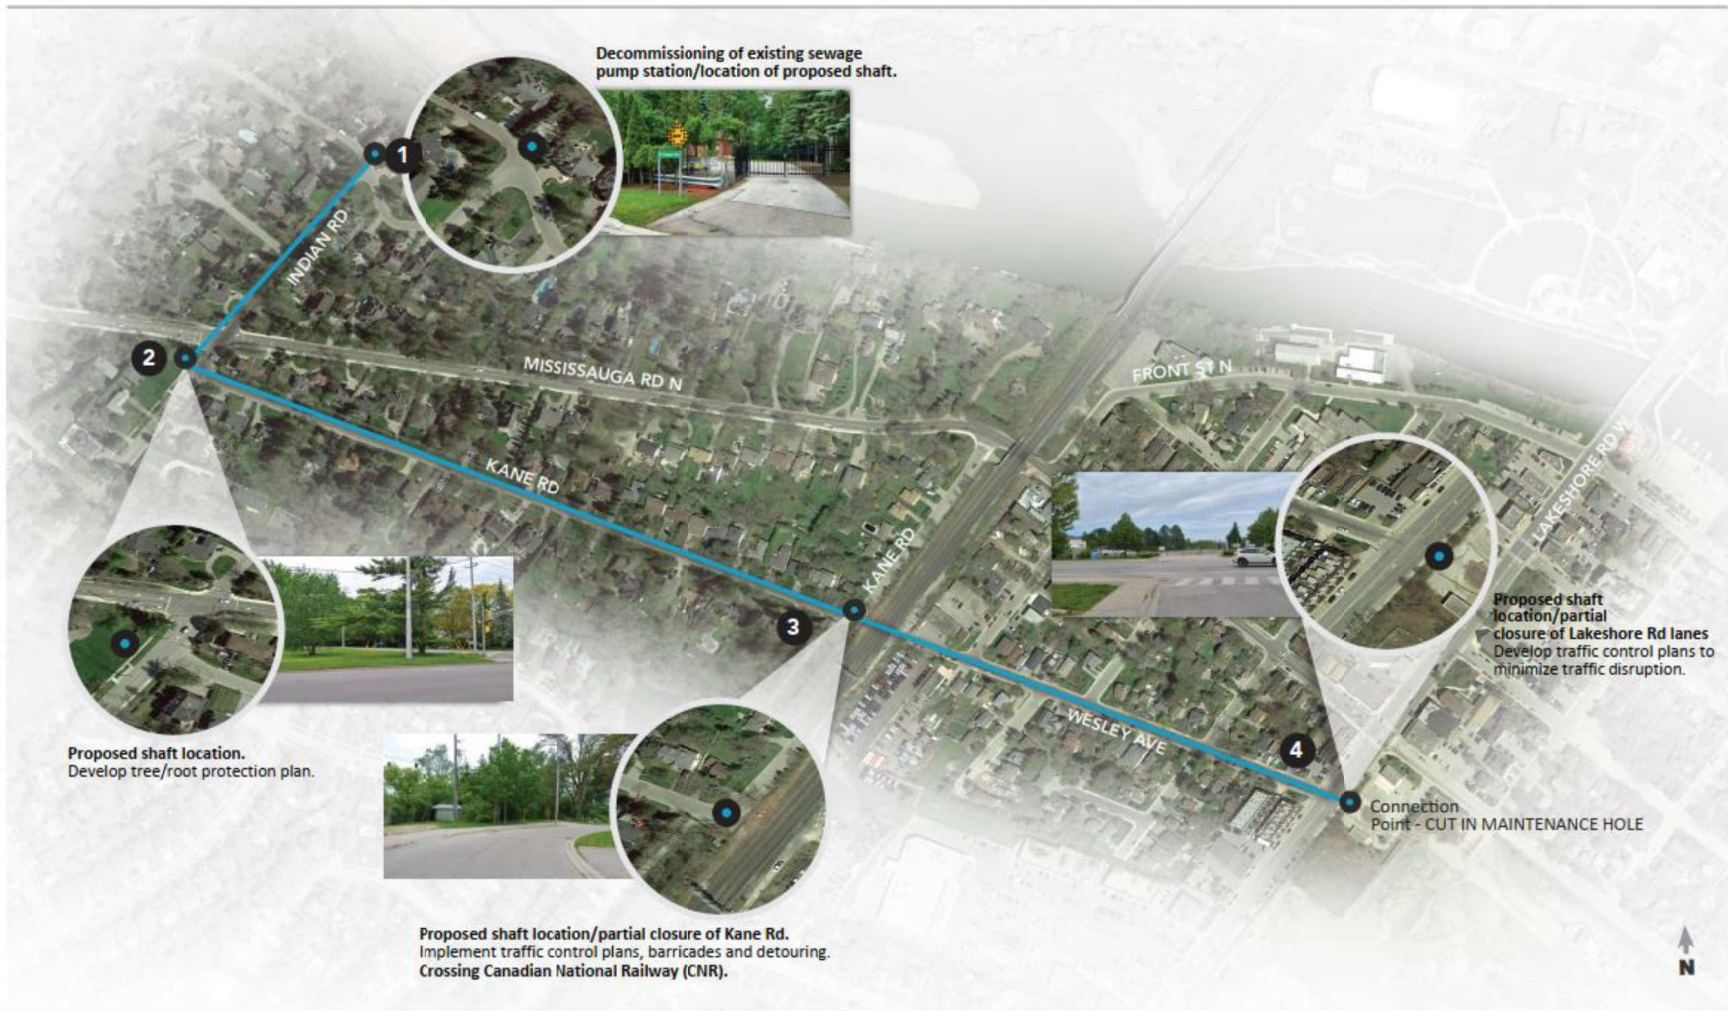 Decommissioning of existing sewage
pump station/location of proposed shaft.
1
INDIAN RD
2
MISSISSAUGA RD N
FRONT ST N
LAKESHORE RD W
KANE RD
KANE RD
3
Proposed shaft
location/partial
closure of Lakeshore Rd lanes
Develop traffic control plans to
minimize traffic disruption.
WESLEY AVE
4
Proposed shaft location.
Develop tree/root protection plan.
Connection
Point - CUT IN MAINTENANCE HOLE
Proposed shaft location/partial closure of Kane Rd.
Implement traffic control plans, barricades and detouring.
Crossing Canadian National Railway (CNR).
N